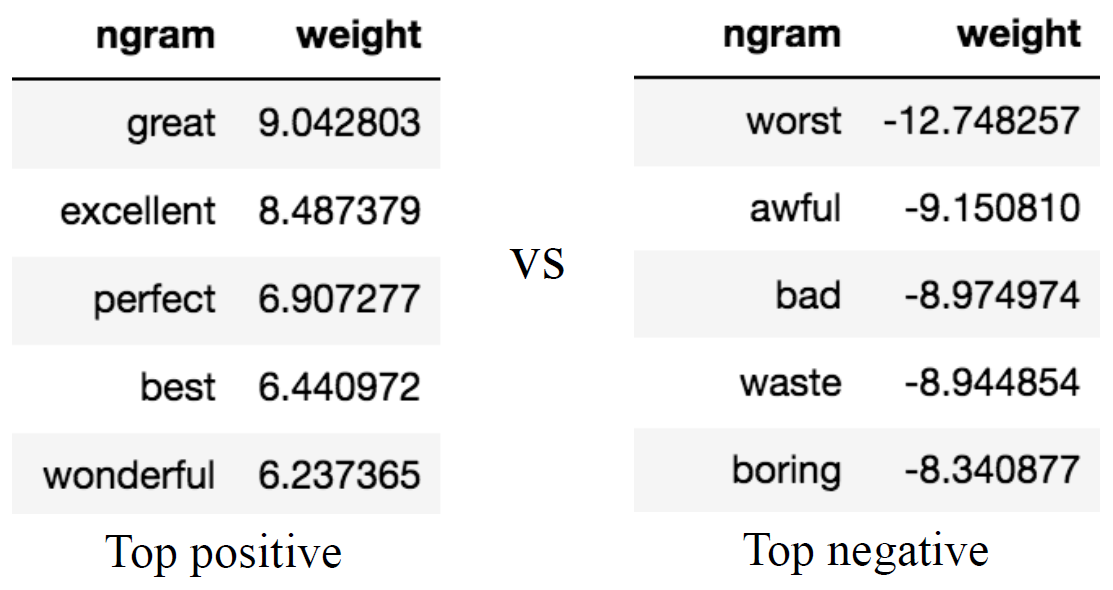 ngram weight
great 9.042803
excellent 8.487379
perfect 6.907277
best 6.440972
wonderful 6.237365
Top positive
vs
ngram weight
worst -12.748257
awful -9.150810
bad -8.974974
waste -8.944854
boring -8.340877
Top negative